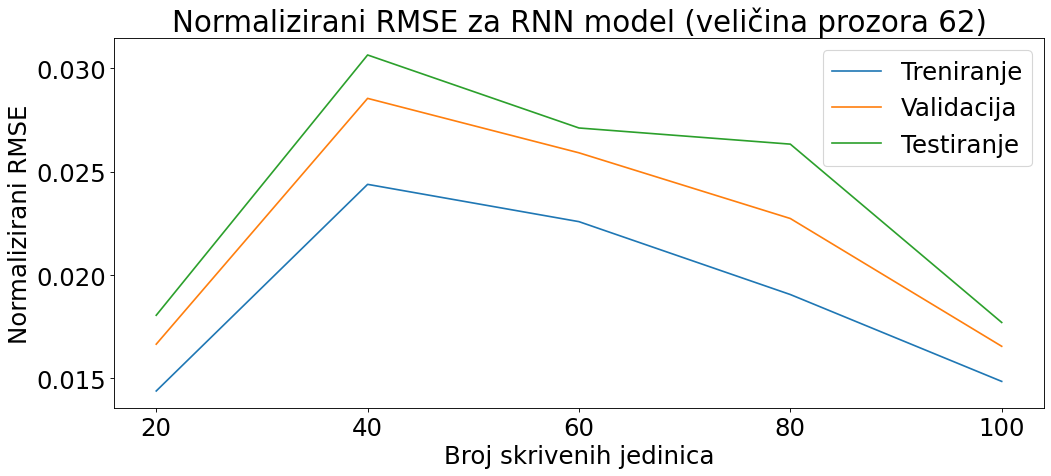 Normalizirani RMSE za RNN model (veličina prozora 62)
Normalizirani RMSE
0.030
0.025
0.020
0.015
Treniranje
Validacija
Testiranje
20 40 60 80 100
Broj skrivenih jedinica